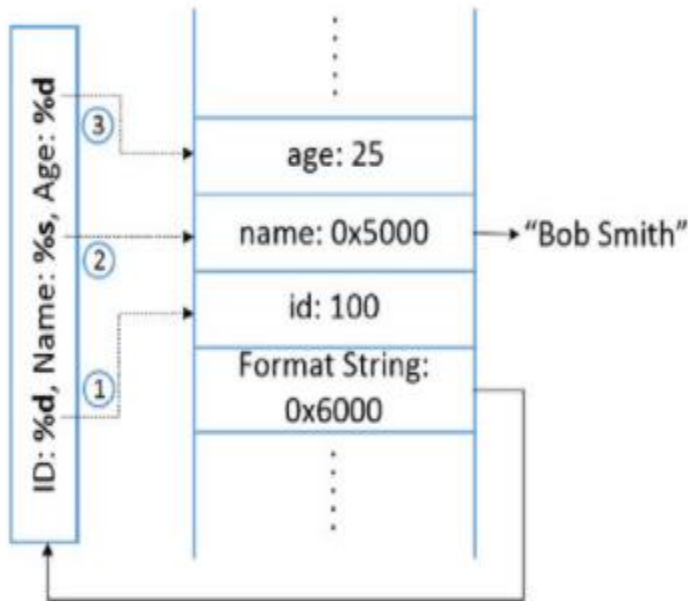 ID: %d, Name: %s, Age: %d
3
age: 25
2
name: 0x5000
“Bob Smith”
id: 100
1
Format String:
0x6000